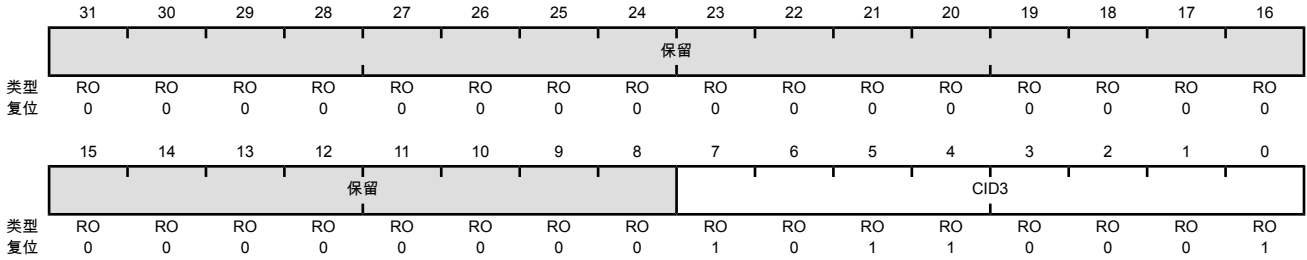 31 30 29 28 27 26 25 24 23 22 21 20 19 18 17 16
保留
类型 RO RO RO RO RO RO RO RO RO RO RO RO RO RO RO RO
复位 0 0 0 0 0 0 0 0 0 0 0 0 0 0 0 0
15 14 13 12 11 10 9 8 7 6 5 4 3 2 1 0
保留 CID3
类型 RO RO RO RO RO RO RO RO RO RO RO RO RO RO RO RO
复位 0 0 0 0 0 0 0 0 1 0 1 1 0 0 0 1